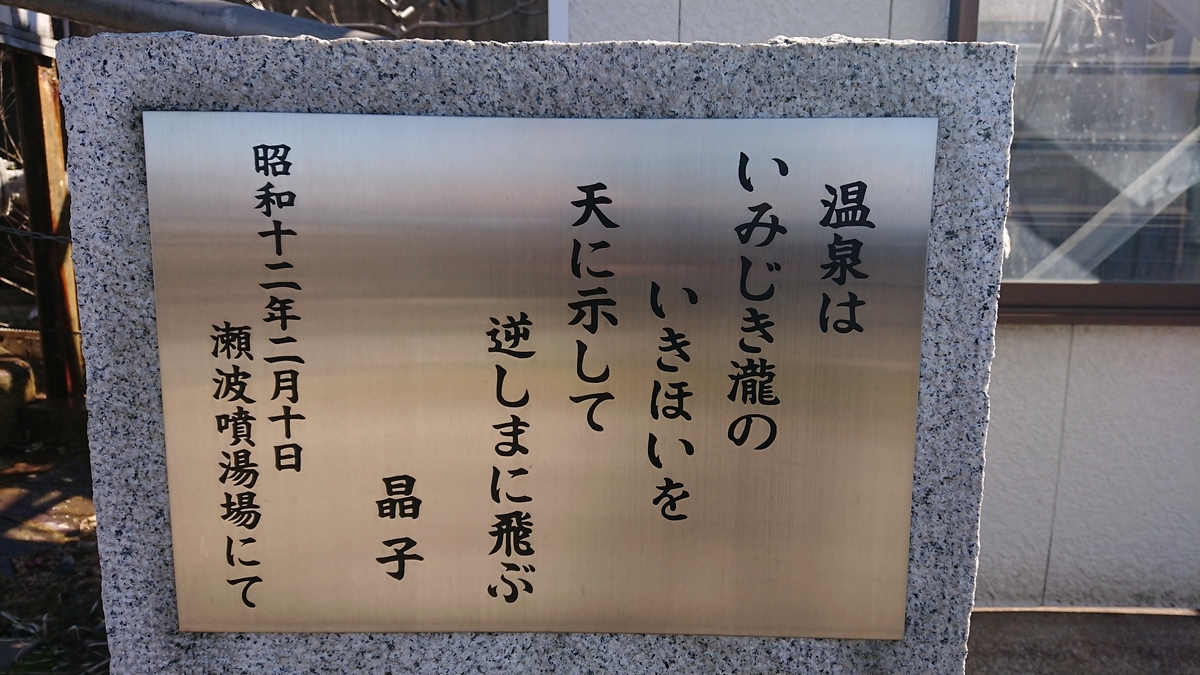 温泉は
いみじき瀧の
いきほいを
天に示して
逆しまに飛ぶ
晶子
昭和十二年二月十日
瀬波噴湯場にて